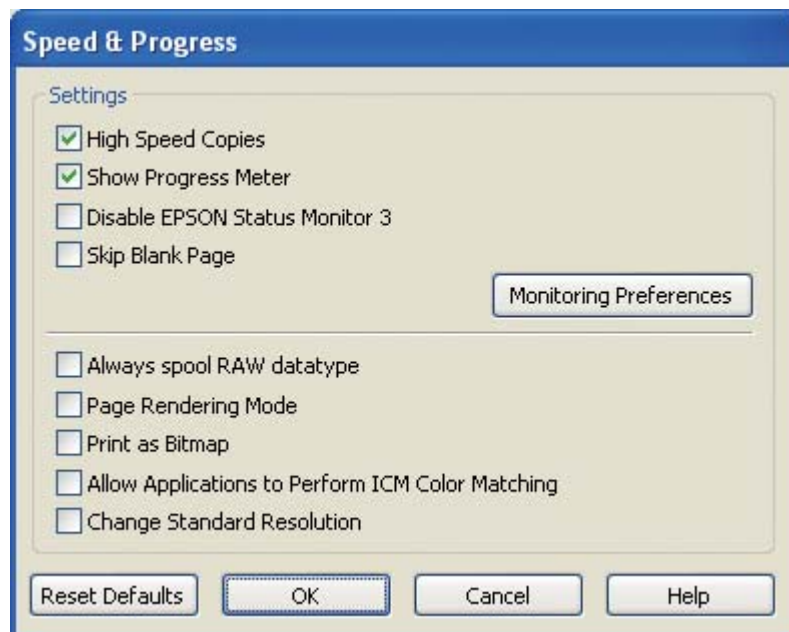 Speed & Progress
Settings
High Speed Copies
Show Progress Meter
Disable EPSON Status Monitor 3
Skip Blank Page
Monitoring Preferences
Always spool RAW datatype
Page Rendering Mode
Print as Bitmap
Allow Applications to Perform ICM Color Matching
Change Standard Resolution
Reset Defaults OK Cancel Help